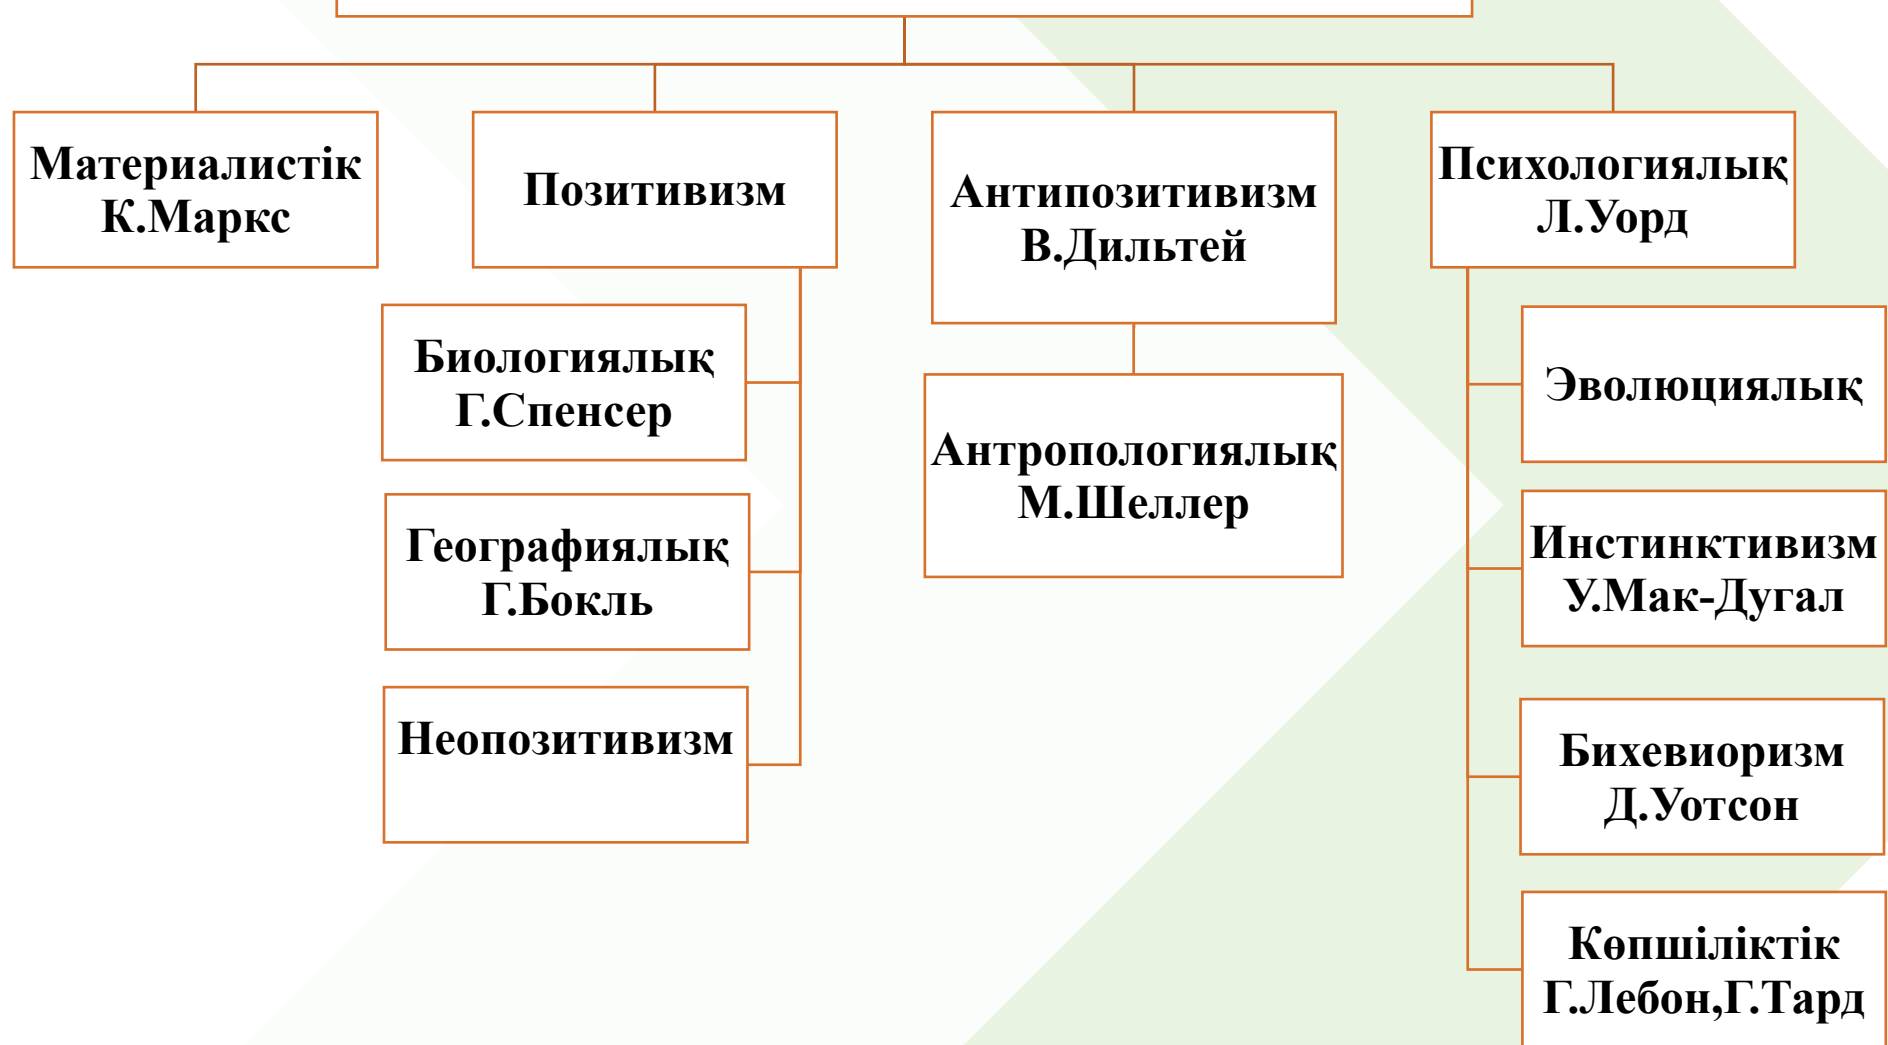 Материалистік
К.Маркс
Позитивизм
Биологиялық
Г.Спенсер
Географиялық
Г.Бокль
Неопозитивизм
Антипозитивизм
В.Дильтей
Антропологиялық
М.Шеллер
Психологиялық
Л.Уорд
Эволюциялық
Инстинктивизм
У.Мак-Дугал
Бихевиоризм
Д.Уотсон
Көпшіліктік
Г.Лебон,Г.Тард